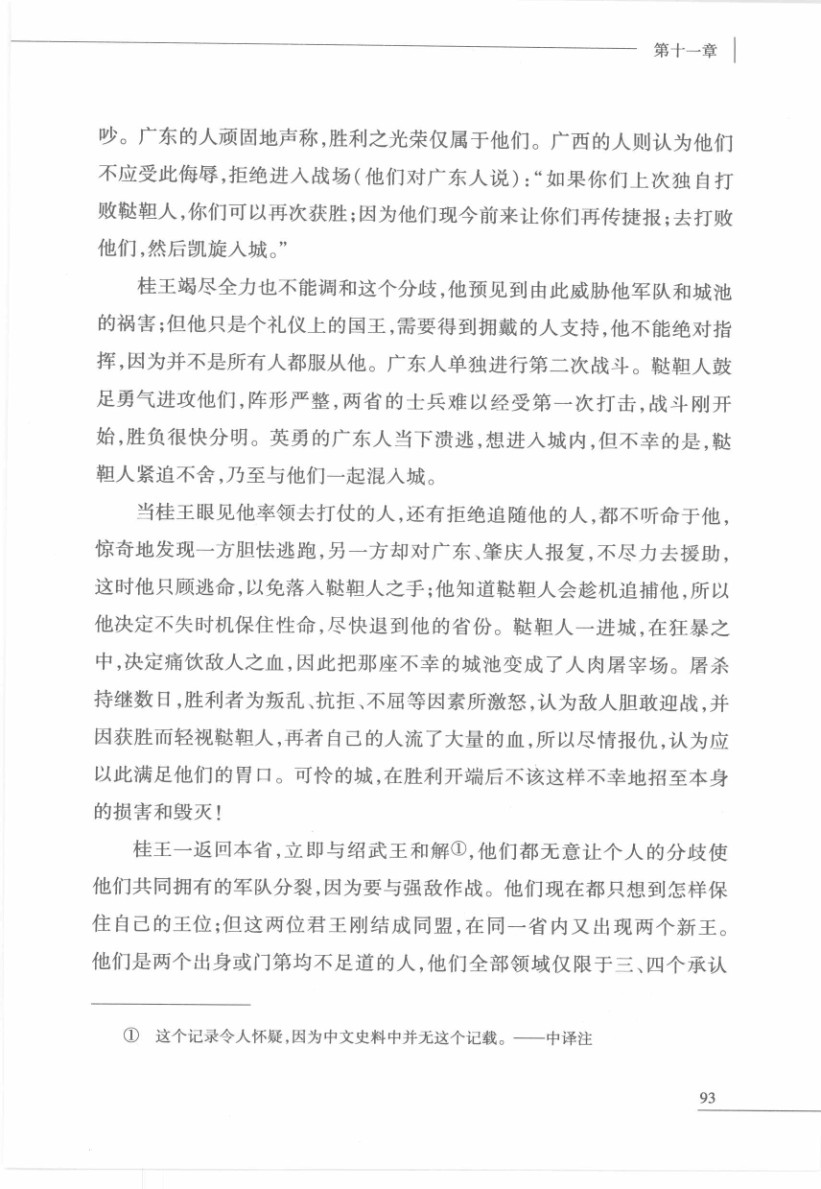 第十一章
吵。广东的人顽固地声称,胜利之光荣仅属于他们。广西的人则认为他们
不应受此侮辱,拒绝进入战场(他们对广东人说):“如果你们上次独自打
败鞑靼人,你们可以再次获胜;因为他们现今前来让你们再传捷报;去打败
他们,然后凯旋入城。”
桂王竭尽全力也不能调和这个分歧,他预见到由此威胁他军队和城池
的祸害;但他只是个礼仪上的国王,需要得到拥戴的人支持,他不能绝对指
挥,因为并不是所有人都服从他。广东人单独进行第二次战斗。鞑靼人鼓
足勇气进攻他们,阵形严整,两省的士兵难以经受第一次打击,战斗刚开
始,胜负很快分明。英勇的广东人当下溃逃,想进入城内,但不幸的是,鞑
靼人紧追不舍,乃至与他们一起混入城。
当桂王眼见他率领去打仗的人,还有拒绝追随他的人,都不听命于他,
惊奇地发现一方胆怯逃跑,另一方却对广东、肇庆人报复,不尽力去援助,
这时他只顾逃命,以免落入鞑靼人之手;他知道鞑靼人会趁机追捕他,所以
他决定不失时机保住性命,尽快退到他的省份。鞑靼人一进城,在狂暴之
中,决定痛饮敌人之血,因此把那座不幸的城池变成了人肉屠宰场。屠杀
持继数日,胜利者为叛乱、抗拒、不屈等因素所激怒,认为敌人胆敢迎战,并
因获胜而轻视鞑靼人,再者自己的人流了大量的血,所以尽情报仇,认为应
以此满足他们的胃口。可怜的城,在胜利开端后不该这样不幸地招至本身
的损害和毁灭!
桂王一返回本省,立即与绍武王和解①,他们都无意让个人的分歧使
他们共同拥有的军队分裂,因为要与强敌作战。他们现在都只想到怎样保
住自己的王位;但这两位君王刚结成同盟,在同一省内又出现两个新王。
他们是两个出身或门第均不足道的人,他们全部领域仅限于三、四个承认
① 这个记录令人怀疑,因为中文史料中并无这个记载。——中译注
93